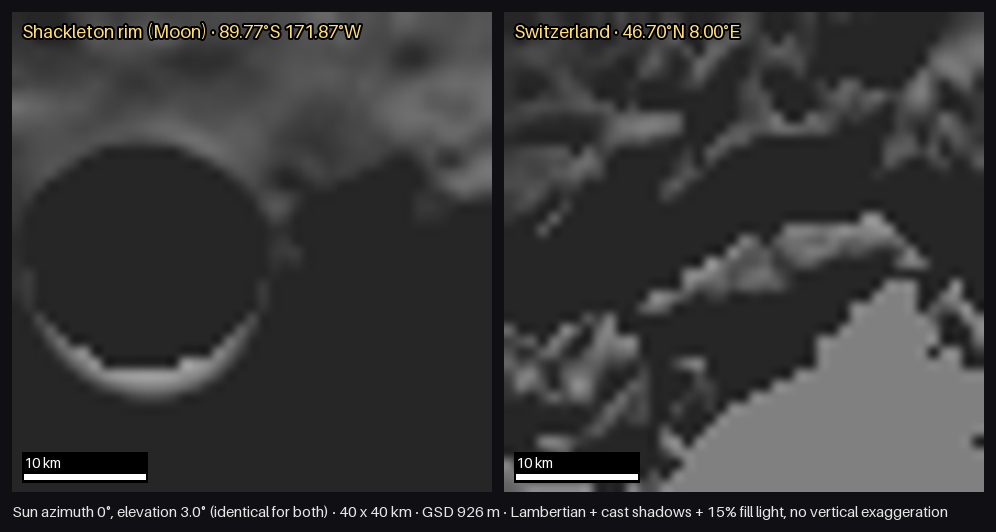 Shackleton rim (Moon) · 89.77°S 171.87°W
Switzerland · 46.70°N 8.00°E
10 km
10 km
Sun azimuth 0°, elevation 3.0° (identical for both) · 40 x 40 km · GSD 926 m · Lambertian + cast shadows + 15% fill light, no vertical exaggeration